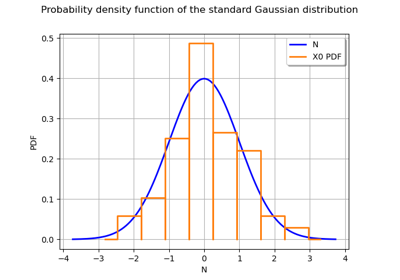 Probability density function of the standard Gaussian distribution
0.5
0.4
0.3
0.2
0.1
0.0
PDF
N
X0 PDF
−4 −3 −2 −1 0 1 2 3 4
N